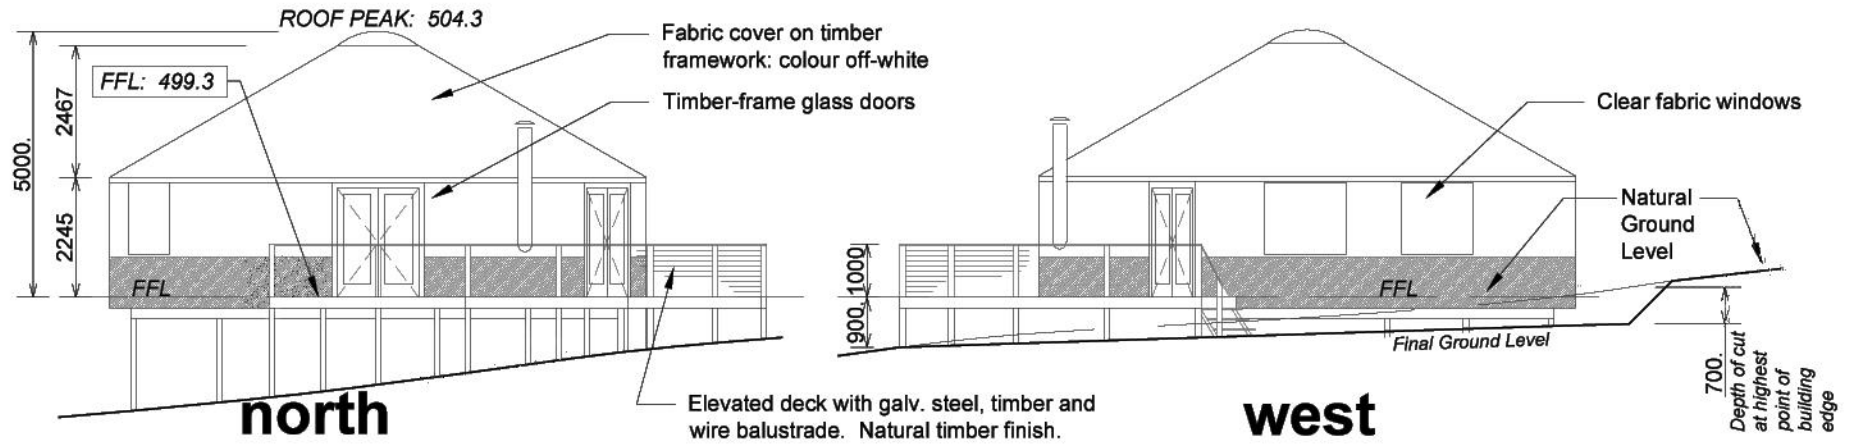 ROOF PEAK: 504.3
FFL: 499.3
5000.
2467
2245
FFL
Fabric cover on timber
framework: colour off-white
Timber-frame glass doors
Elevated deck with galv. steel, timber and
wire balustrade. Natural timber finish.
north
Clear fabric windows
Natural
Ground
Level
1000
900.
FFL
Final Ground Level
700.
Depth of cut
at highest
point of
building
edge
west